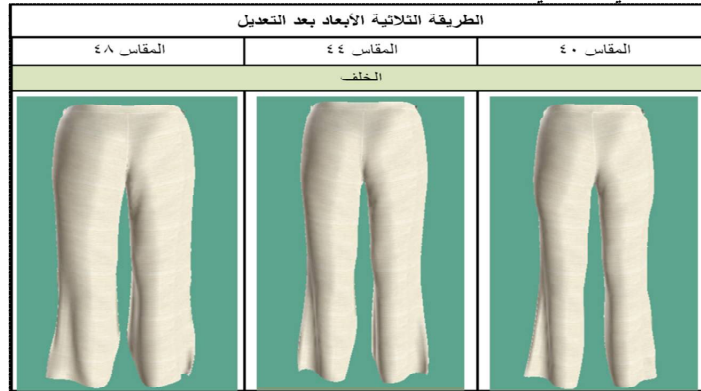 الطريقة الثلاثية الأبعاد بعد التعديل
المقاس ٤٠
المقاس ٤٤
المقاس ٤٨
الخلف